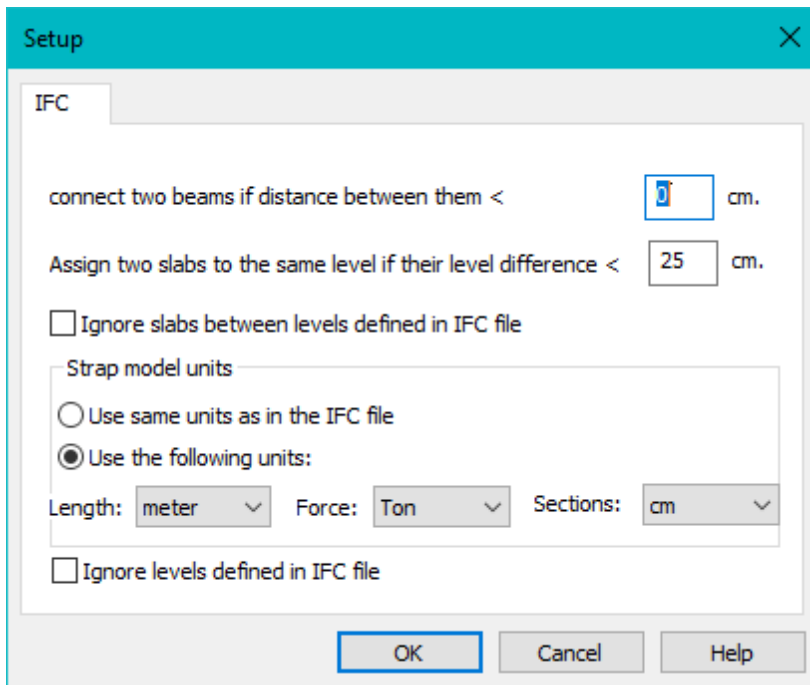 Setup
IFC
connect two beams if distance between them < 0 cm.
Assign two slabs to the same level if their level difference < 25 cm.
Ignore slabs between levels defined in IFC file
Strap model units
Use same units as in the IFC file
Use the following units:
Length: meter Force: Ton Sections: cm
Ignore levels defined in IFC file
OK Cancel Help